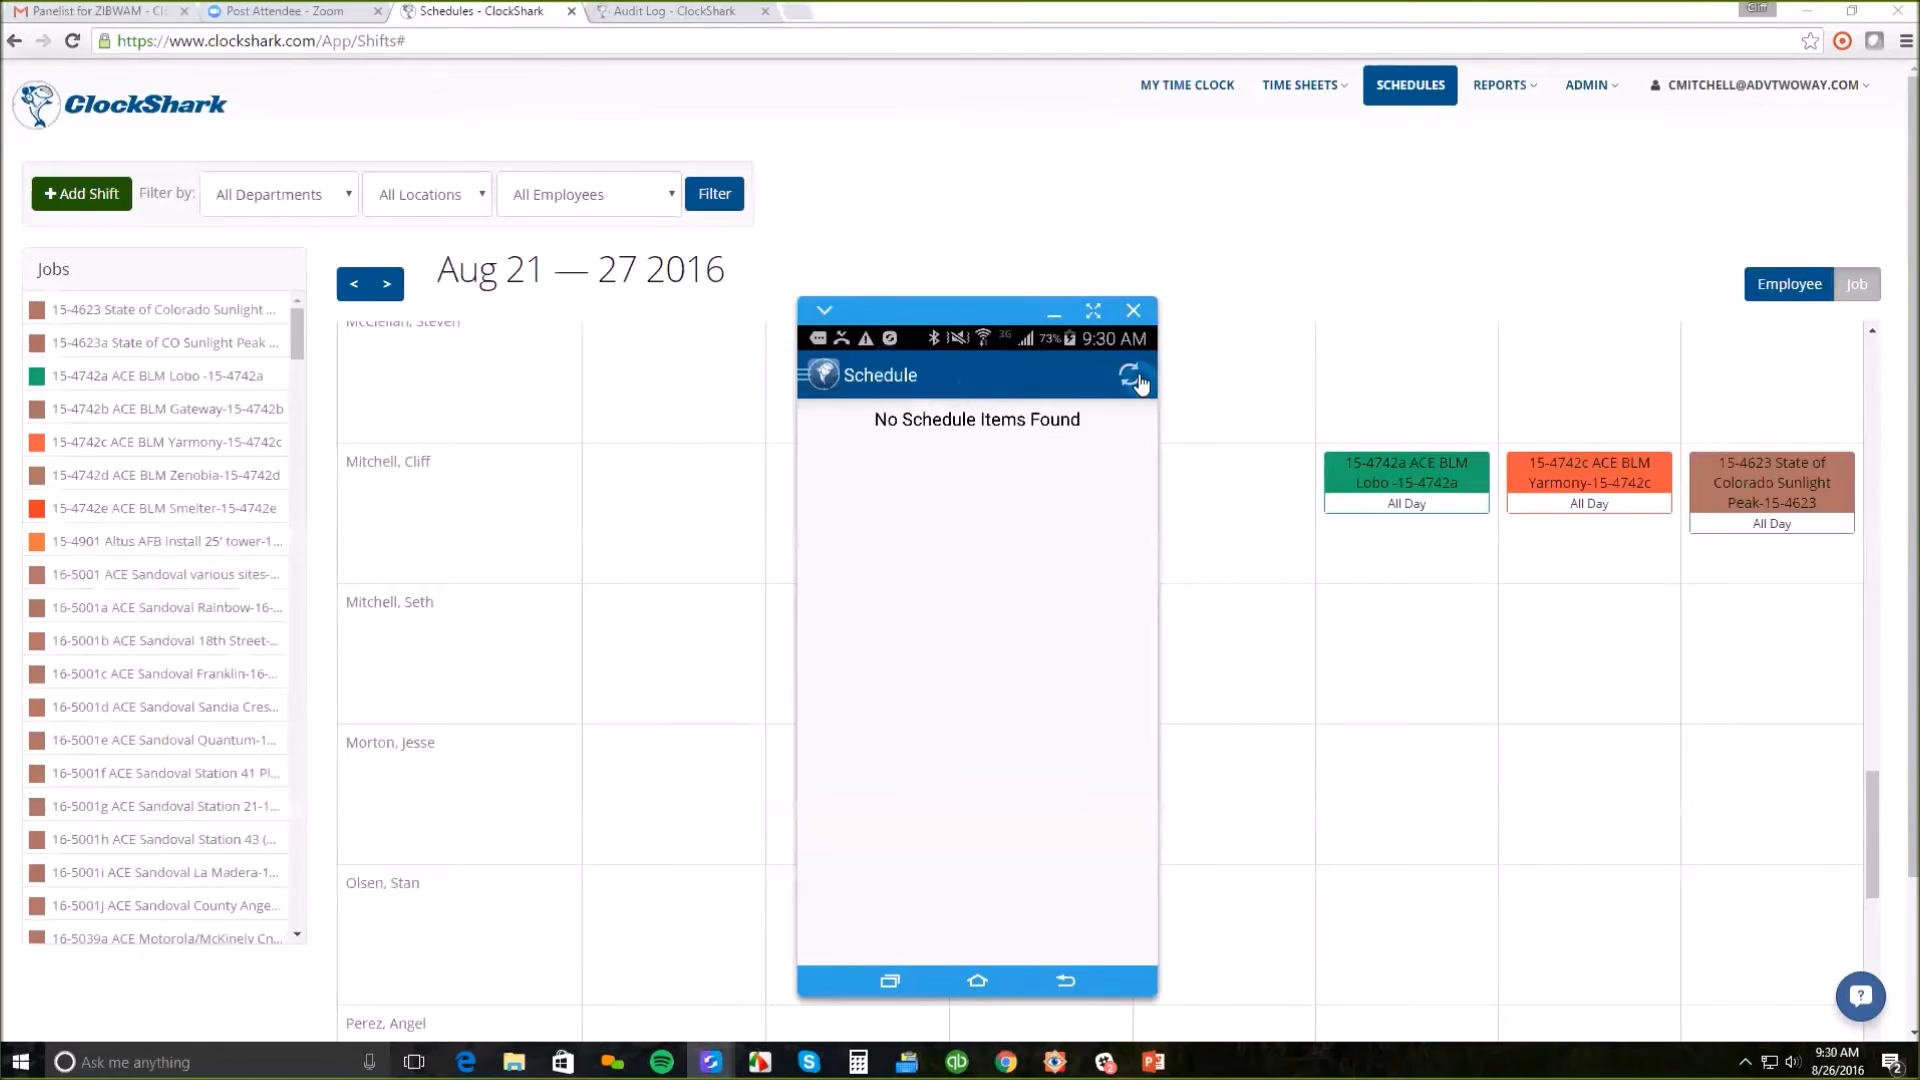 Panelist for ZIBWAM - Cli
Post Attendee - Zoom
Schedules - ClockShark
Audit Log - ClockShark
Cliff
https://www.clockshark.com/App/Shifts#
ClockShark
MY TIME CLOCK
TIME SHEETS
SCHEDULES
REPORTS
ADMIN
CMITCHELL@ADVTWOWAY.COM
+ Add Shift
Filter by:
All Departments
All Locations
All Employees
Filter
Jobs
< >
Aug 21 — 27 2016
Employee
Job
15-4623 State of Colorado Sunlight ...
15-4623a State of CO Sunlight Peak ...
15-4742a ACE BLM Lobo -15-4742a
15-4742b ACE BLM Gateway-15-4742b
15-4742c ACE BLM Yarmony-15-4742c
15-4742d ACE BLM Zenobia-15-4742d
15-4742e ACE BLM Smelter-15-4742e
15-4901 Altus AFB Install 25' tower-1...
16-5001 ACE Sandoval various sites-...
16-5001a ACE Sandoval Rainbow-16-...
16-5001b ACE Sandoval 18th Street-...
16-5001c ACE Sandoval Franklin-16-...
16-5001d ACE Sandoval Sandia Cres...
16-5001e ACE Sandoval Quantum-1...
16-5001f ACE Sandoval Station 41 Pl...
16-5001g ACE Sandoval Station 21-1...
16-5001h ACE Sandoval Station 43 (...
16-5001i ACE Sandoval La Madera-1...
16-5001j ACE Sandoval County Ange...
16-5039a ACE Motorola/McKinely Cn...
McClellan, Steven
Mitchell, Cliff
Mitchell, Seth
Morton, Jesse
Olsen, Stan
Perez, Angel
3G
73%
9:30 AM
Schedule
No Schedule Items Found
15-4742a ACE BLM
Lobo -15-4742a
All Day
15-4742c ACE BLM
Yarmony-15-4742c
All Day
15-4623 State of
Colorado Sunlight
Peak-15-4623
All Day
?
Ask me anything
9:30 AM
8/26/2016
2